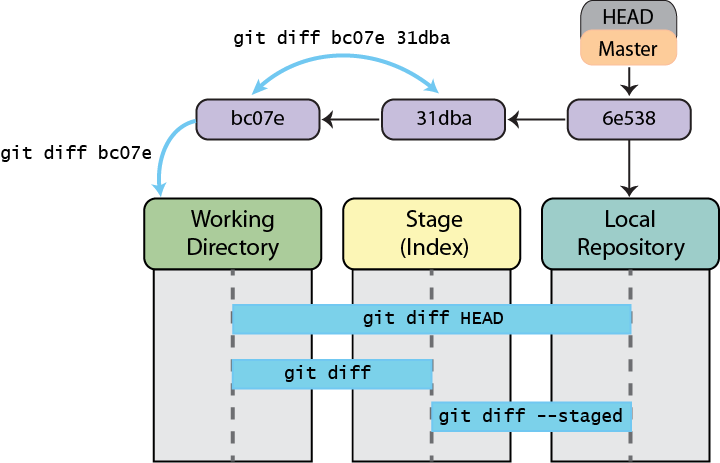 HEAD
Master
git diff bc07e 31dba
bc07e
31dba
6e538
git diff bc07e
Working
Directory
Stage
(Index)
Local
Repository
git diff HEAD
git diff
git diff --staged